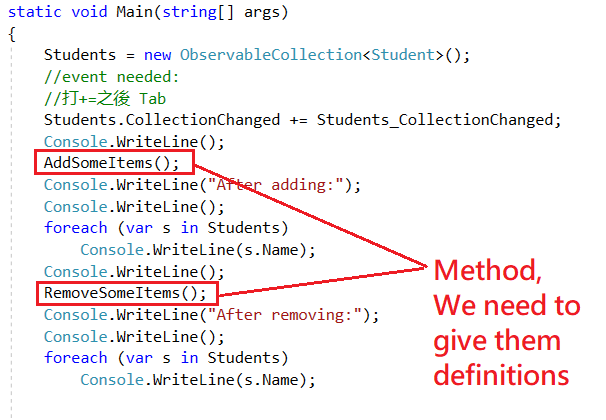 static void Main(string[] args)
{
Students = new ObservableCollection<Student>();
//event needed:
//打+=之後 Tab
Students.CollectionChanged += Students_CollectionChanged;
Console.WriteLine();
AddSomeItems();
Console.WriteLine("After adding:");
Console.WriteLine();
foreach (var s in Students)
Console.WriteLine(s.Name);
Console.WriteLine();
RemoveSomeItems();
Console.WriteLine("After removing:");
Console.WriteLine();
foreach (var s in Students)
Console.WriteLine(s.Name);
Method,
We need to
give them
definitions